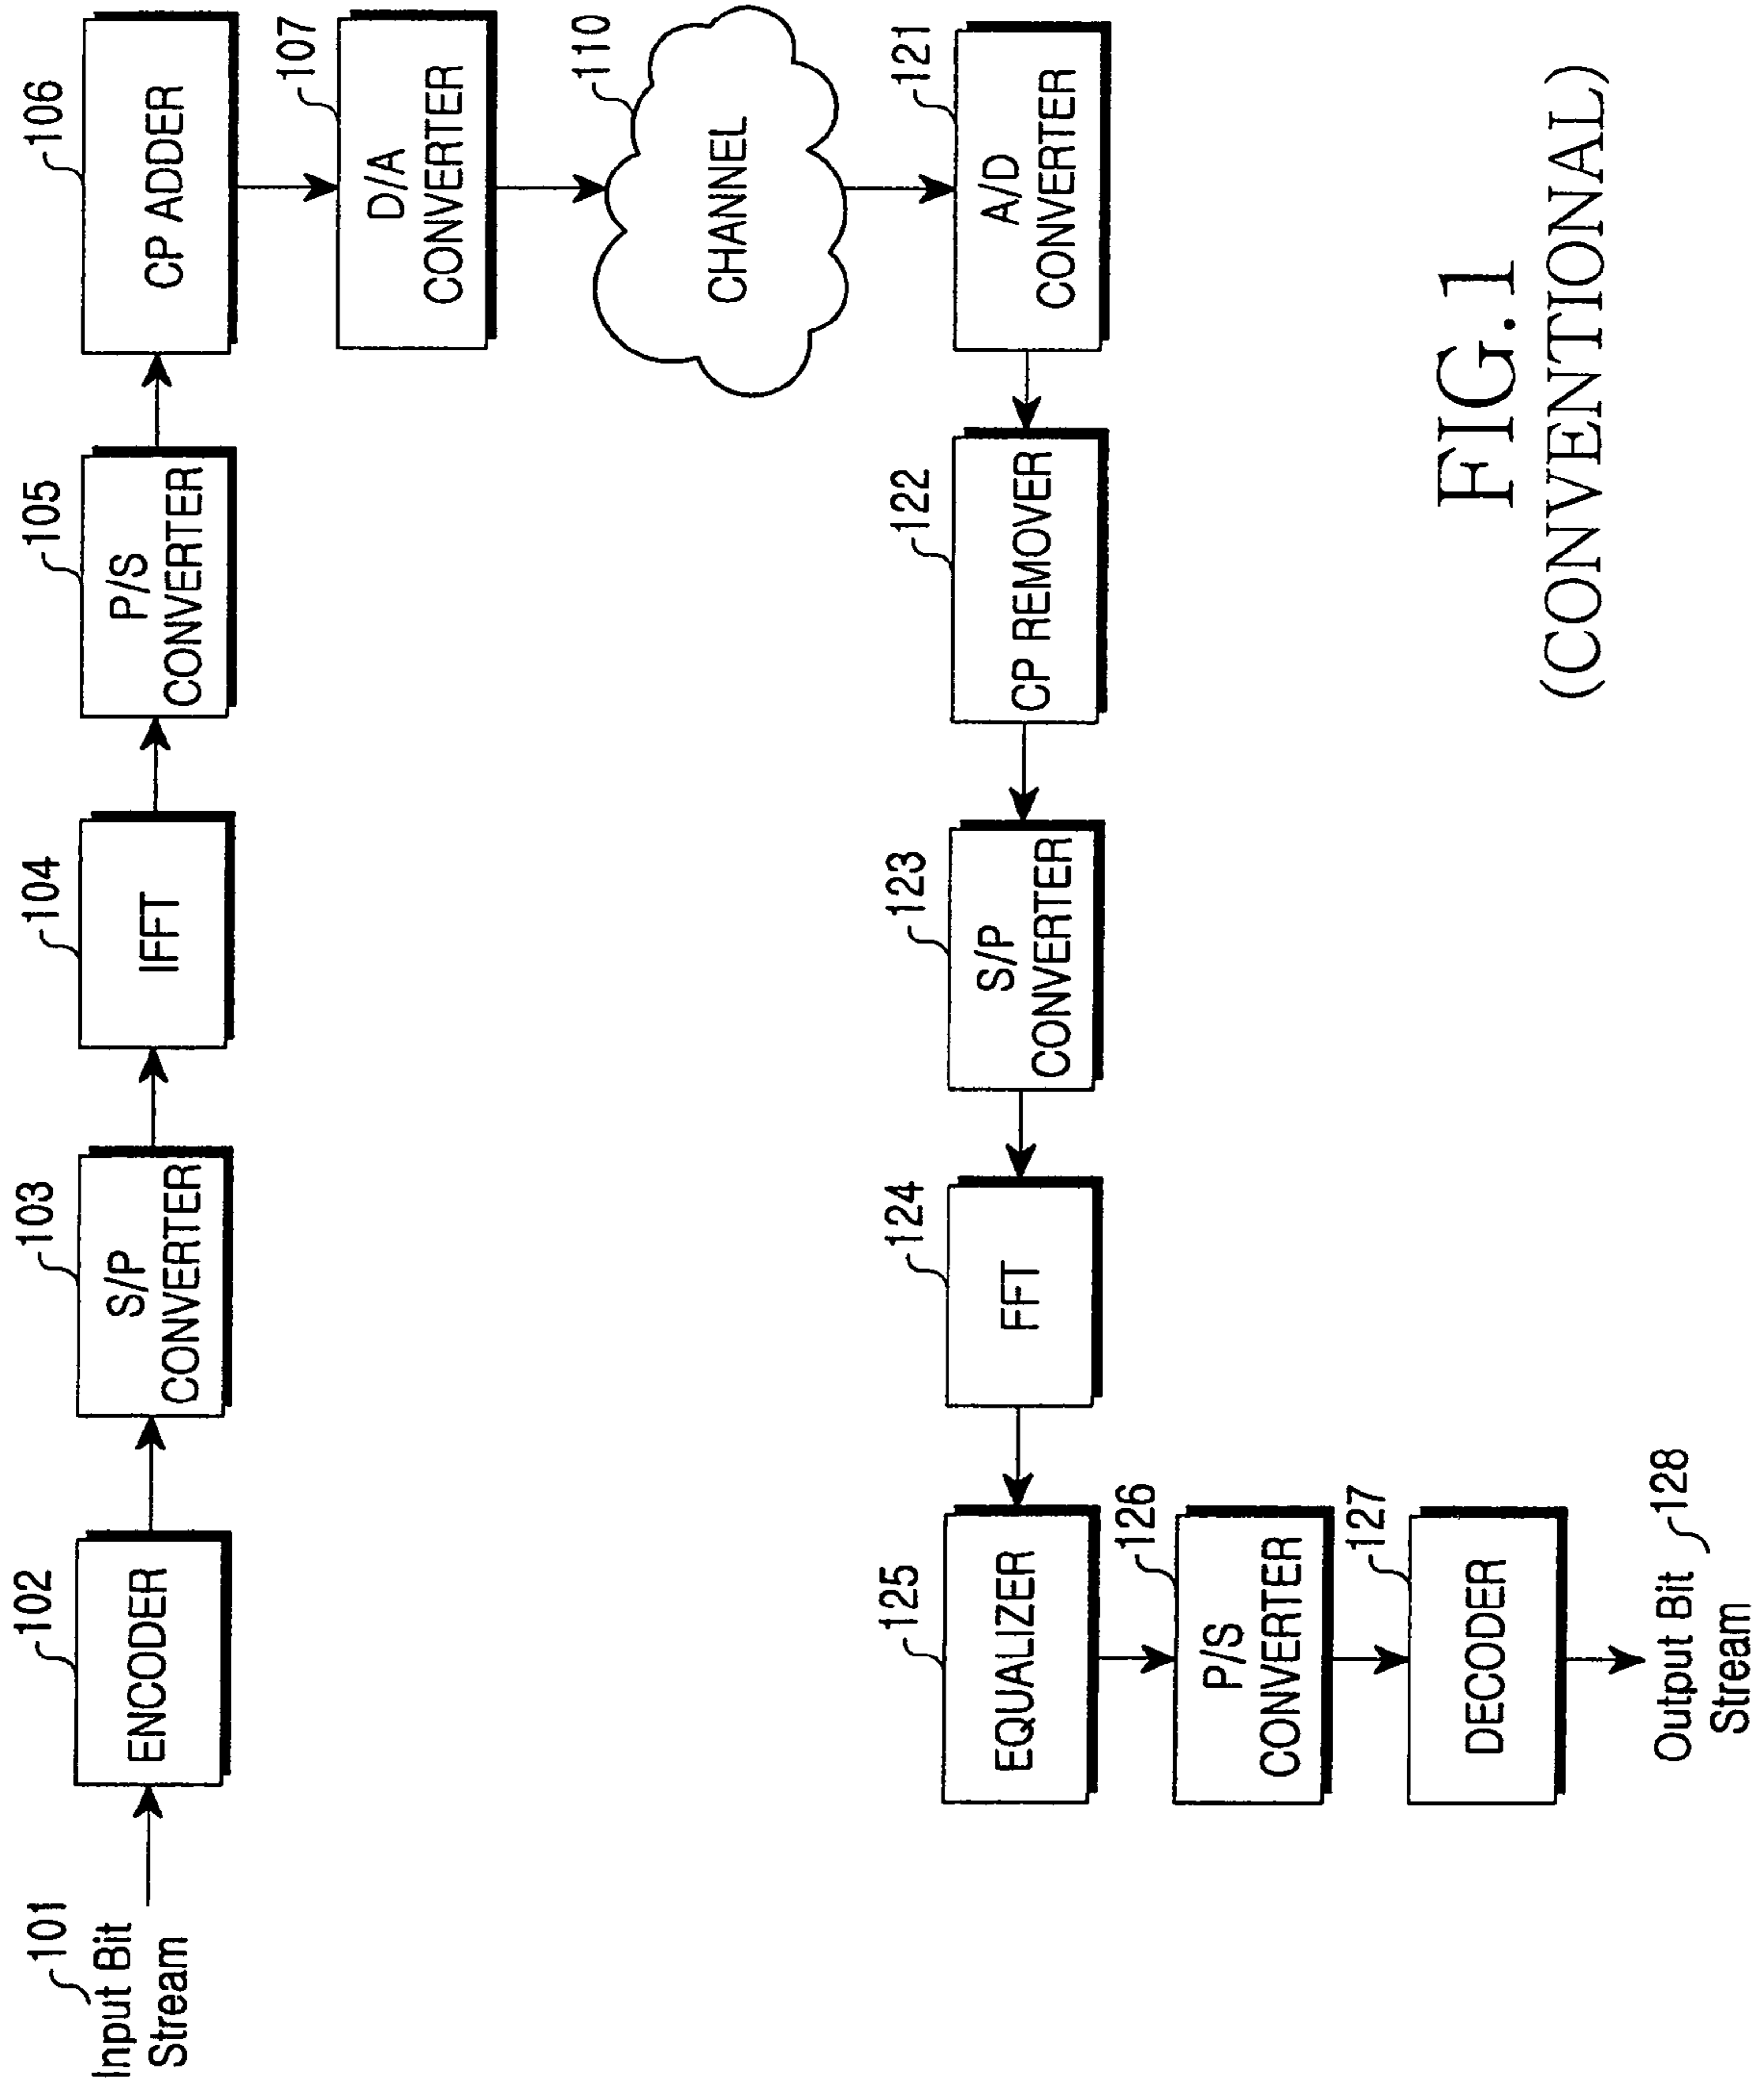 101
Input Bit
Stream
102
ENCODER
103
S/P
CONVERTER
104
IFFT
105
P/S
CONVERTER
106
CP ADDER
107
D/A
CONVERTER
110
CHANNEL
121
A/D
CONVERTER
122
CP REMOVER
123
S/P
CONVERTER
124
FFT
125
EQUALIZER
126
P/S
CONVERTER
127
DECODER
Output Bit
Stream
128
FIG.1
(CONVENTIONAL)